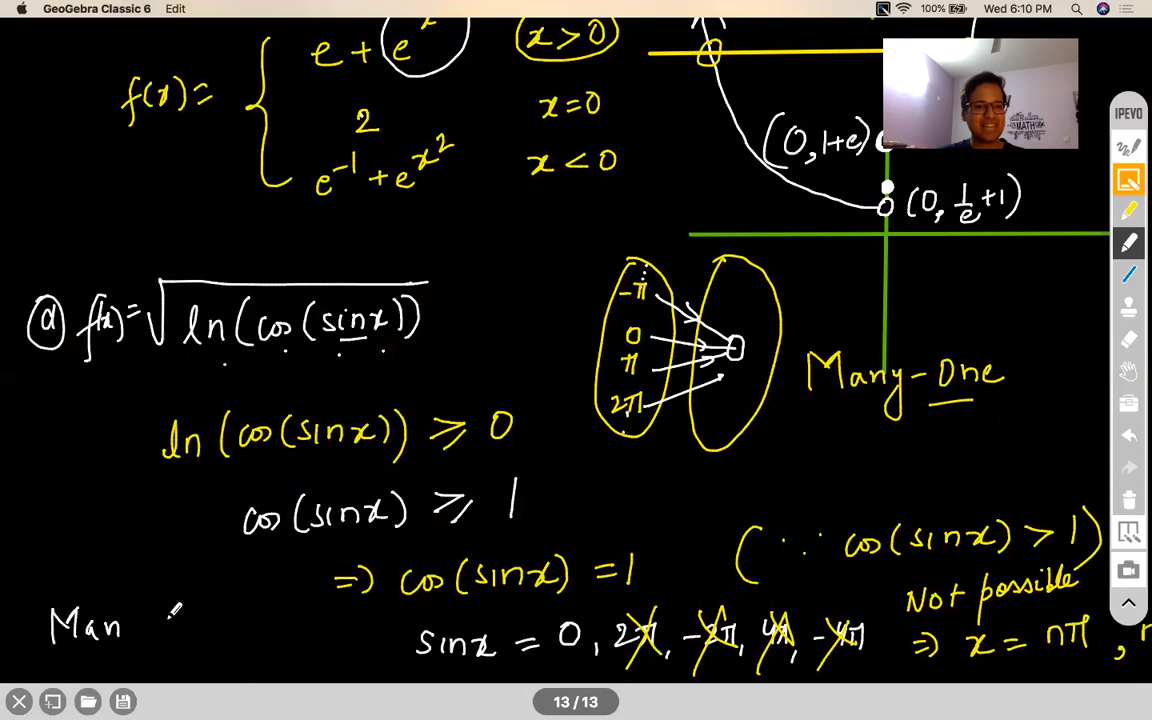 GeoGebra Classic 6 Edit 100% Wed 6:10 PM
f(x) = { e + e^x x > 0
2 x = 0
e^-1 + e^x^2 x < 0
(0, 1+e)
(0, 1/e + 1)
MATH
IPEVO
(d) f(x) = √ln(cos(sinx))
-π
0
π
2π
Many-One
ln(cos(sinx)) ⩾ 0
cos(sinx) ⩾ 1
=> cos(sinx) = 1 (∵ cos(sinx) > 1)
Not possible
sinx = 0, 2π, -2π, 4π, -4π => x = nπ, n
Man
13 / 13